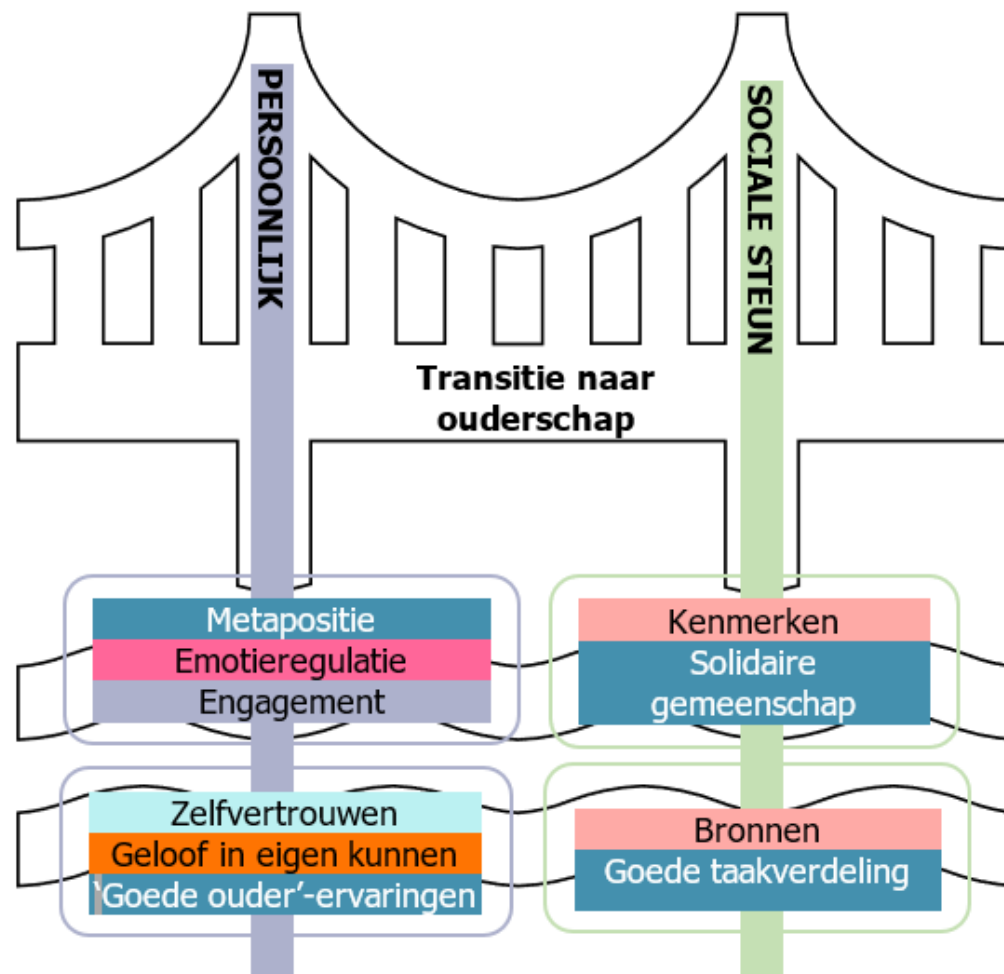 PERSOONLIJK
SOCIALE STEUN
Transitie naar
ouderschap
Metapositie
Emotieregulatie
Engagement
Kenmerken
Solidaire
gemeenschap
Zelfvertrouwen
Geloof in eigen kunnen
‘Goede ouder’-ervaringen
Bronnen
Goede taakverdeling